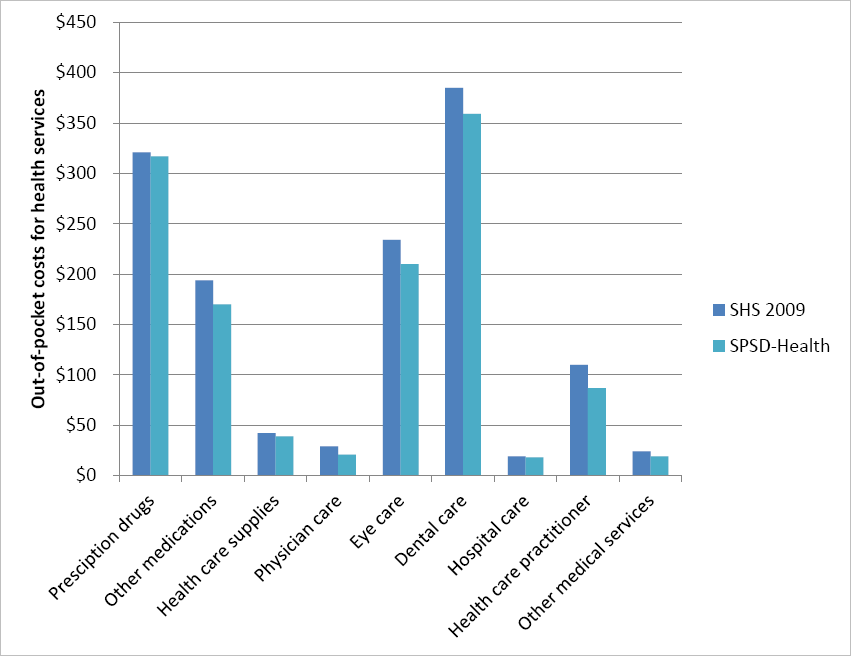 Out-of-pocket costs for health services
$450
$400
$350
$300
$250
$200
$150
$100
$50
$0
Presciption drugs
Other medications
Health care supplies
Physician care
Eye care
Dental care
Hospital care
Health care practitioner
Other medical services
SHS 2009
SPSD-Health